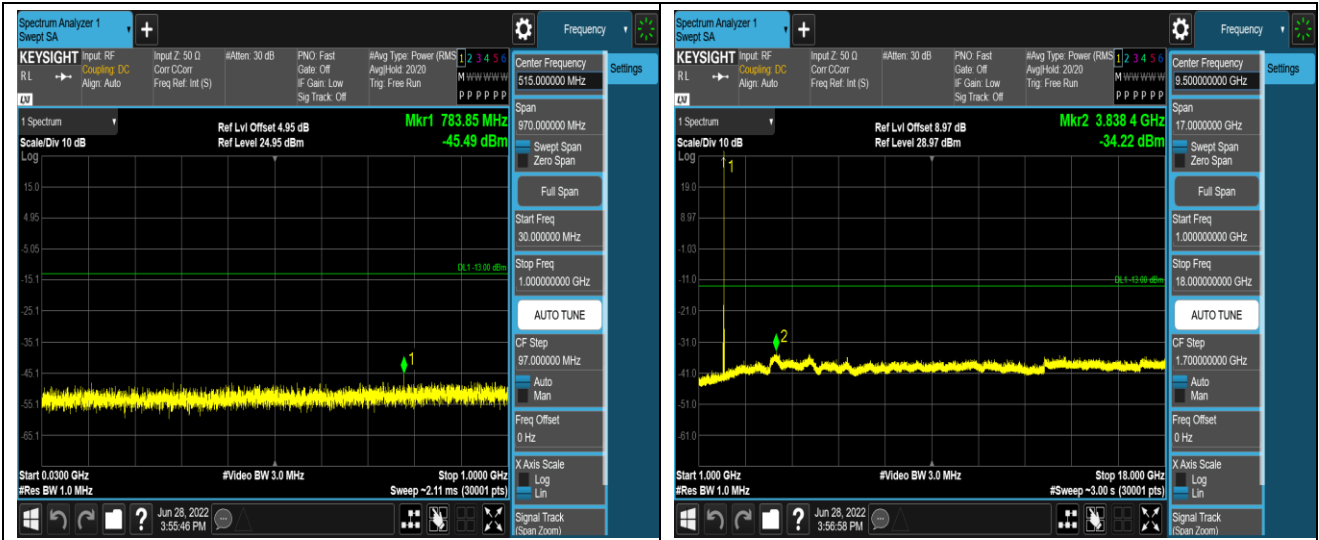 Spectrum Analyzer 1
Swept SA
+
Frequency
KEYSIGHT
Input: RF
Input Z: 50 Ω
#Atten: 30 dB
PNO: Fast
#Avg Type: Power (RMS
1 2 3 4 5 6
RL
Coupling: DC
Corr CCorr
Gate: Off
Avg|Hold: 20/20
M W W W W W
Align: Auto
Freq Ref: Int (S)
IF Gain: Low
Trig: Free Run
Sig Track: Off
P P P P P P
LXI
1 Spectrum
Ref Lvl Offset 4.95 dB
Mkr1 783.85 MHz
Scale/Div 10 dB
Ref Level 24.95 dBm
-45.49 dBm
Log
15.0
4.95
-5.05
DL1 -13.00 dBm
-15.1
-25.1
-35.1
1
-45.1
-55.1
-65.1
Start 0.0300 GHz
#Video BW 3.0 MHz
Stop 1.0000 GHz
#Res BW 1.0 MHz
Sweep ~2.11 ms (30001 pts)
?
Jun 28, 2022
3:55:46 PM
Center Frequency
515.000000 MHz
Settings
Span
970.000000 MHz
Swept Span
Zero Span
Full Span
Start Freq
30.000000 MHz
Stop Freq
1.000000000 GHz
AUTO TUNE
CF Step
97.000000 MHz
Auto
Man
Freq Offset
0 Hz
X Axis Scale
Log
Lin
Signal Track
(Span Zoom)
Spectrum Analyzer 1
Swept SA
+
Frequency
KEYSIGHT
Input: RF
Input Z: 50 Ω
#Atten: 30 dB
PNO: Fast
#Avg Type: Power (RMS
1 2 3 4 5 6
RL
Coupling: DC
Corr CCorr
Gate: Off
Avg|Hold: 20/20
M W W W W W
Align: Auto
Freq Ref: Int (S)
IF Gain: Low
Trig: Free Run
Sig Track: Off
P P P P P P
LXI
1 Spectrum
Ref Lvl Offset 8.97 dB
Mkr2 3.838 4 GHz
Scale/Div 10 dB
Ref Level 28.97 dBm
-34.22 dBm
Log
1
19.0
8.97
-1.03
-11.0
DL1 -13.00 dBm
-21.0
-31.0
2
-41.0
-51.0
-61.0
Start 1.000 GHz
#Video BW 3.0 MHz
Stop 18.000 GHz
#Res BW 1.0 MHz
#Sweep ~3.00 s (30001 pts)
?
Jun 28, 2022
3:56:58 PM
Center Frequency
9.500000000 GHz
Settings
Span
17.0000000 GHz
Swept Span
Zero Span
Full Span
Start Freq
1.000000000 GHz
Stop Freq
18.000000000 GHz
AUTO TUNE
CF Step
1.700000000 GHz
Auto
Man
Freq Offset
0 Hz
X Axis Scale
Log
Lin
Signal Track
(Span Zoom)